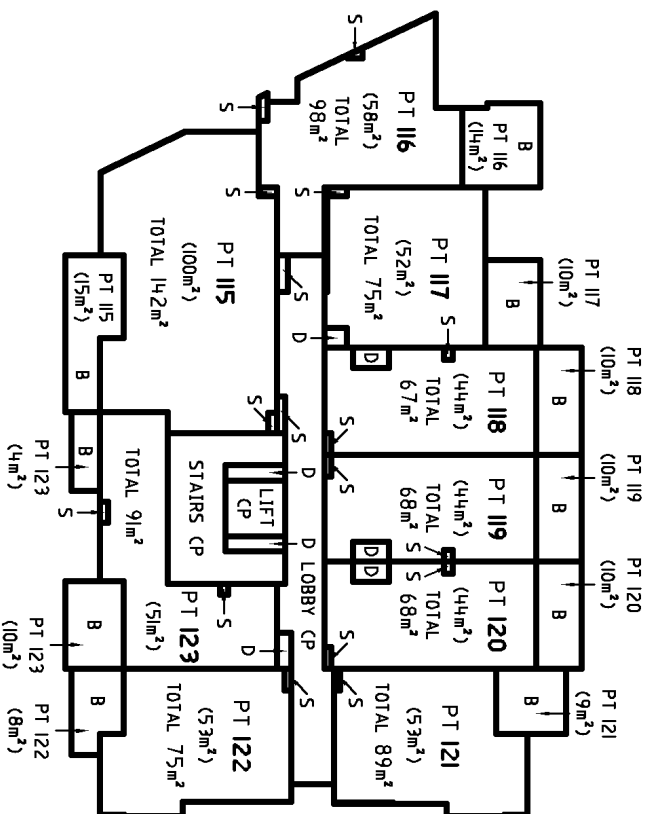 B
PT 116
(14m²)
PT 116
(58m²)
TOTAL
98m²
S
S
S
S
PT 117
(10m²)
B
PT 117
(52m²)
TOTAL 75m²
S
D
PT 118
(10m²)
B
PT 118
(44m²)
TOTAL
67m²
D
S
PT 119
(10m²)
B
PT 119
(44m²)
TOTAL
68m²
S
D
PT 120
(10m²)
B
PT 120
(44m²)
TOTAL
68m²
S
D
S
PT 121
(9m²)
B
PT 121
(53m²)
TOTAL 89m²
S
LOBBY CP
S
S
S
D
LIFT
CP
D
STAIRS CP
PT 115
(100m²)
TOTAL 142m²
PT 115
(15m²)
B
D
S
PT 123
(51m²)
TOTAL 91m²
S
B
PT 123
(4m²)
B
PT 123
(10m²)
S
PT 122
(53m²)
TOTAL 75m²
B
PT 122
(8m²)